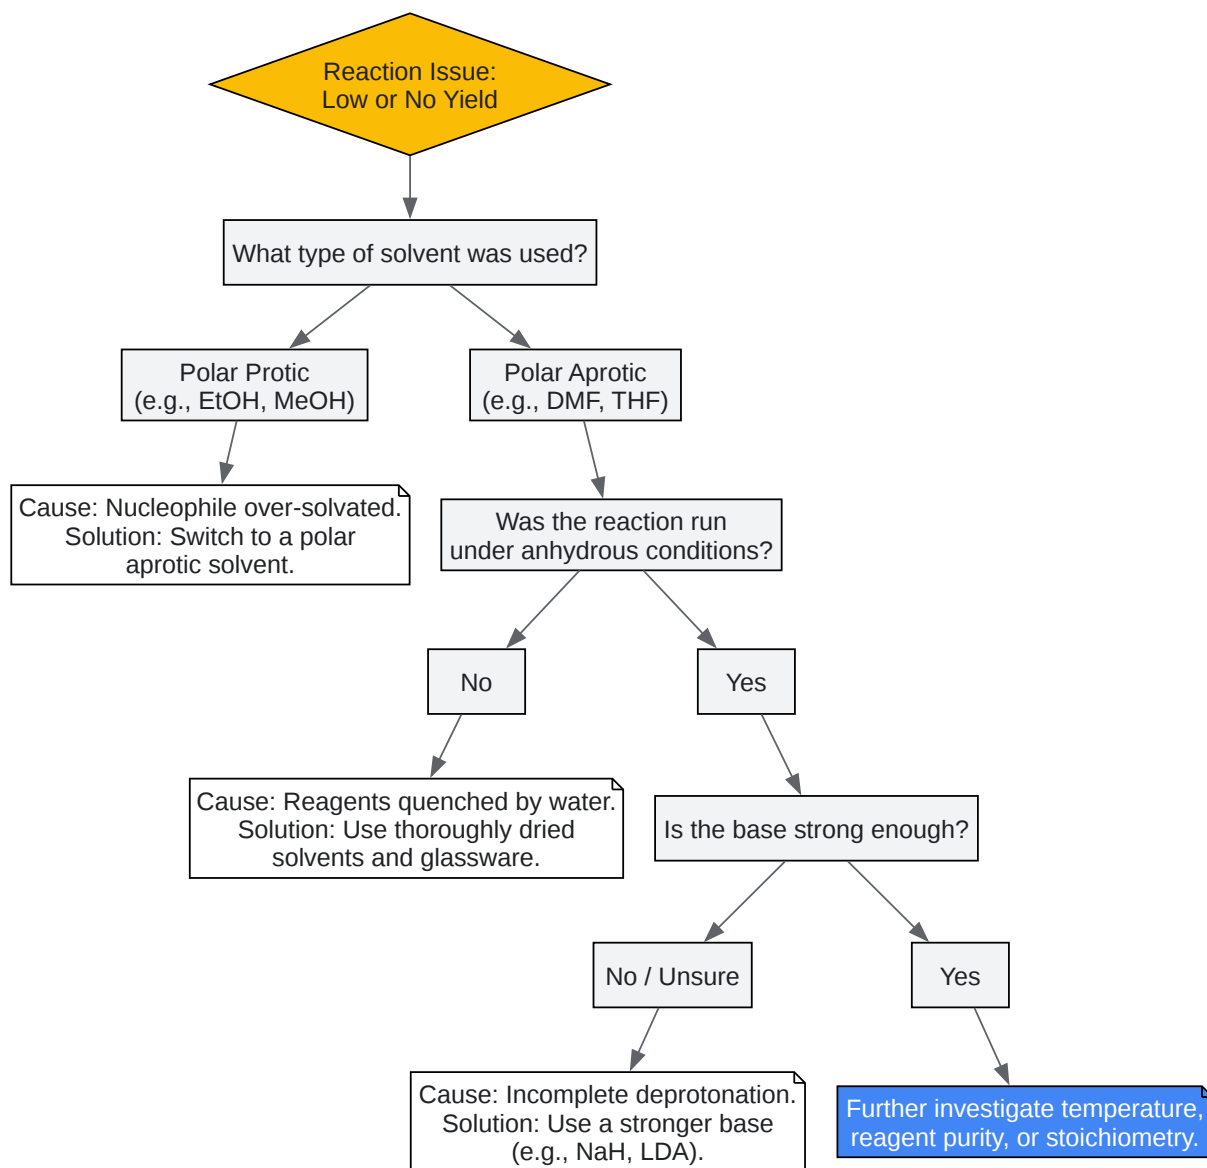 Reaction Issue:
Low or No Yield
What type of solvent was used?
Polar Protic
(e.g., EtOH, MeOH)
Polar Aprotic
(e.g., DMF, THF)
Cause: Nucleophile over-solvated.
Solution: Switch to a polar
aprotic solvent.
Was the reaction run
under anhydrous conditions?
No
Yes
Cause: Reagents quenched by water.
Solution: Use thoroughly dried
solvents and glassware.
Is the base strong enough?
No / Unsure
Yes
Cause: Incomplete deprotonation.
Solution: Use a stronger base
(e.g., NaH, LDA).
Further investigate temperature,
reagent purity, or stoichiometry.